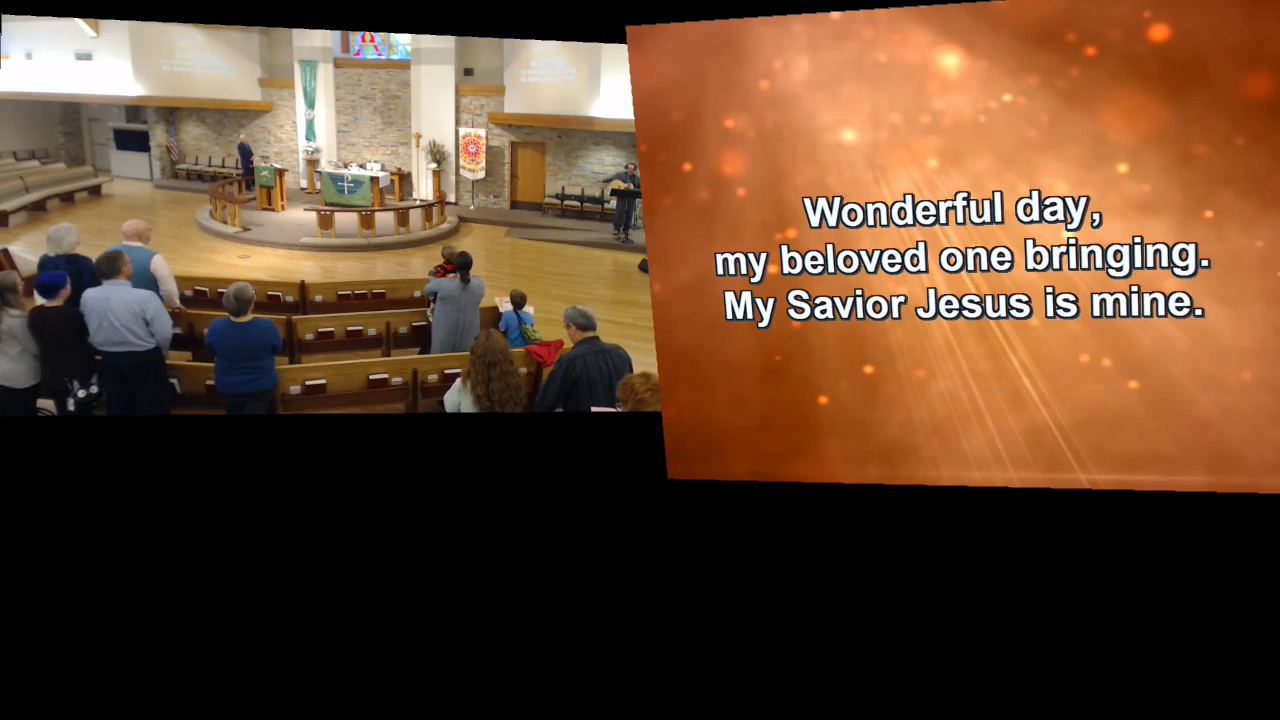 Wonderful day,
my beloved one bringing.
My Savior Jesus is mine.